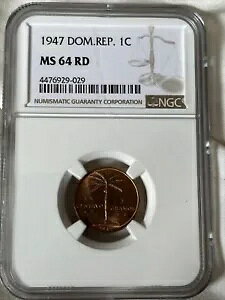 1947 DOM.REP. 1C
MS 64 RD
4476929-029
NUMISMATIC GUARANTY CORPORATION
NGC